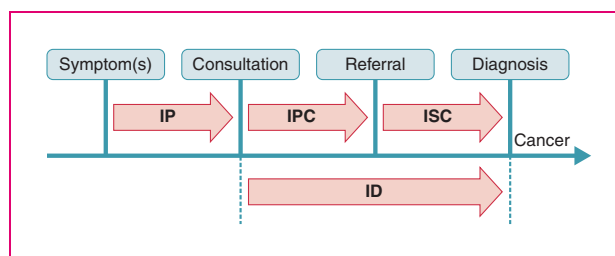 Symptom(s) Consultation Referral Diagnosis
IP IPC ISC
Cancer
ID